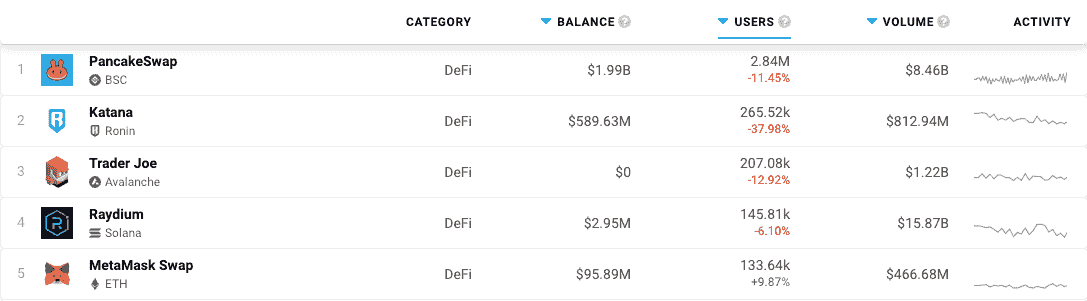 CATEGORY BALANCE ? USERS ? VOLUME ? ACTIVITY
1 PancakeSwap DeFi $1.99B 2.84M $8.46B
BSC -11.45%
2 Katana DeFi $589.63M 265.52k $812.94M
Ronin -37.98%
3 Trader Joe DeFi $0 207.08k $1.22B
Avalanche -12.92%
4 Raydium DeFi $2.95M 145.81k $15.87B
Solana -6.10%
5 MetaMask Swap DeFi $95.89M 133.64k $466.68M
ETH +9.87%